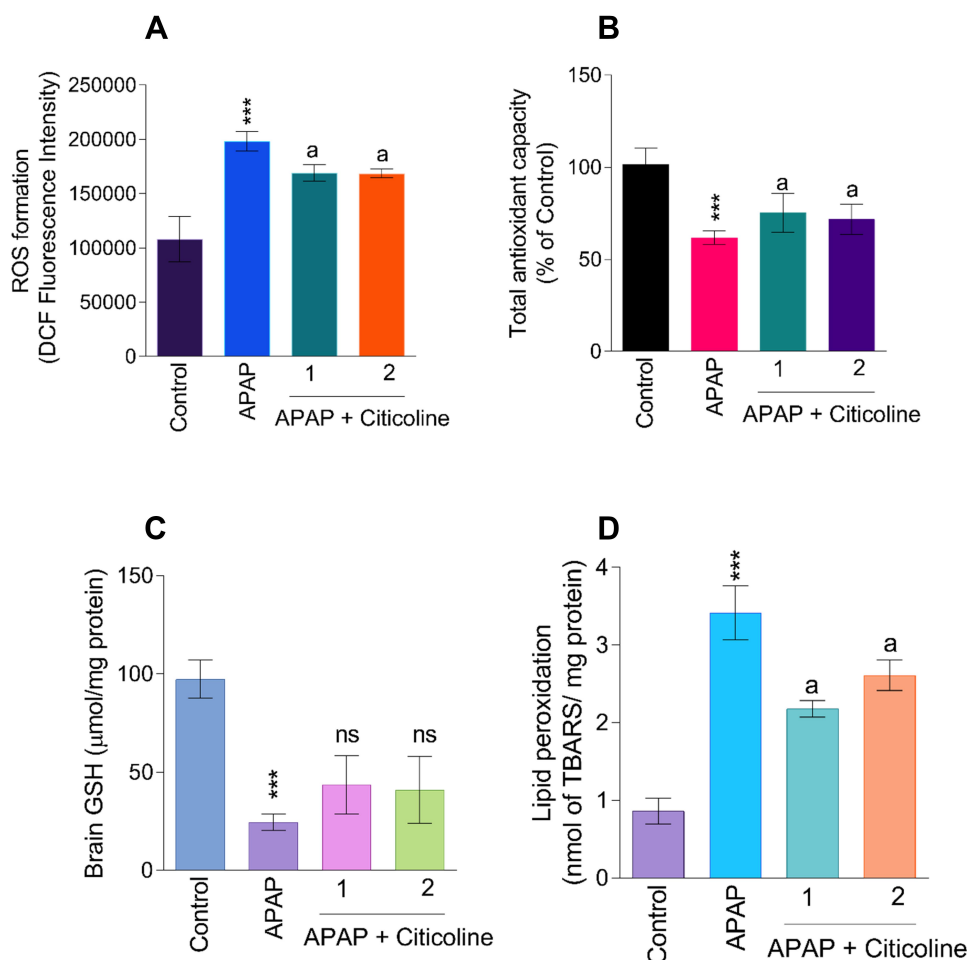 A
ROS formation
(DCF Fluorescence Intensity)
250000
200000
150000
100000
50000
0
***
a
a
Control
APAP
1
2
APAP + Citicoline
B
Total antioxidant capacity
(% of Control)
150
100
50
0
***
a
a
Control
APAP
1
2
APAP + Citicoline
C
Brain GSH (μmol/mg protein)
150
100
50
0
***
ns
ns
Control
APAP
1
2
APAP + Citicoline
D
Lipid peroxidation
(nmol of TBARS/ mg protein)
4
3
2
1
0
***
a
a
Control
APAP
1
2
APAP + Citicoline